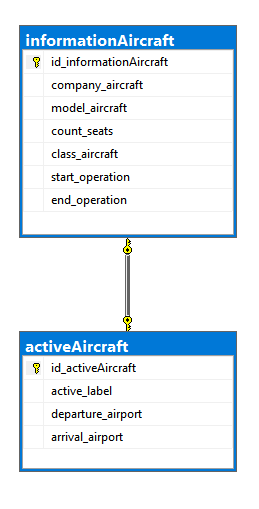 informationAircraft
id_informationAircraft
company_aircraft
model_aircraft
count_seats
class_aircraft
start_operation
end_operation
activeAircraft
id_activeAircraft
active_label
departure_airport
arrival_airport